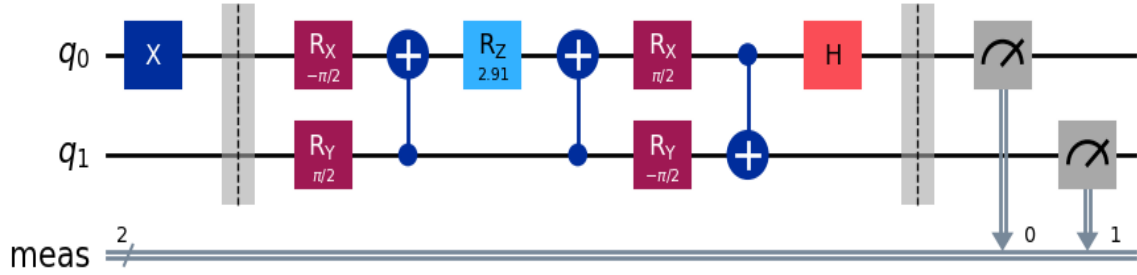 q0 X RX −π/2 RZ 2.91 RX π/2 H
q1 RY π/2 RY −π/2
meas 2 0 1